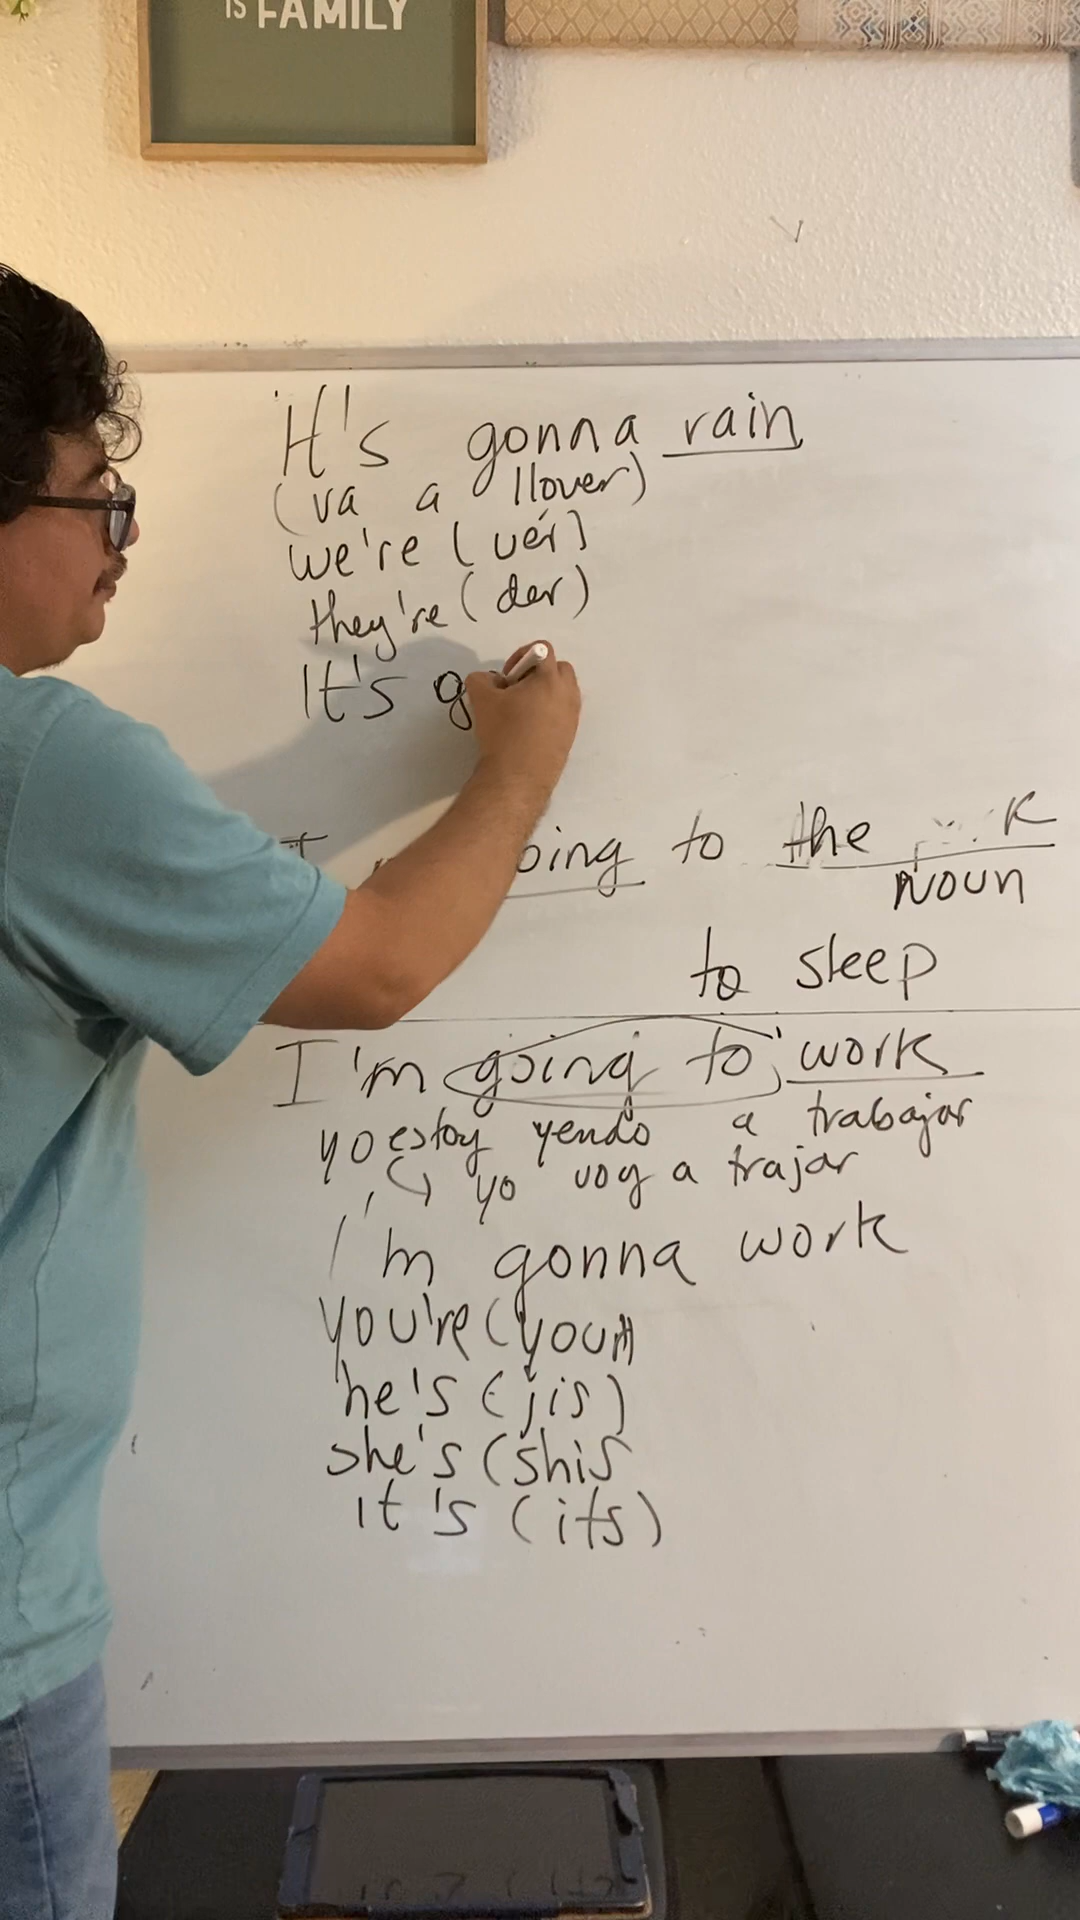 IS FAMILY
It's gonna rain
(va a llover)
we're (uér)
they're (der)
It's g
oing to the
noun
to sleep
I'm going to work
yo estoy yendo a trabajar
yo voy a trajar
I'm gonna work
you're (your)
he's (jis)
she's (shis
it's (its)